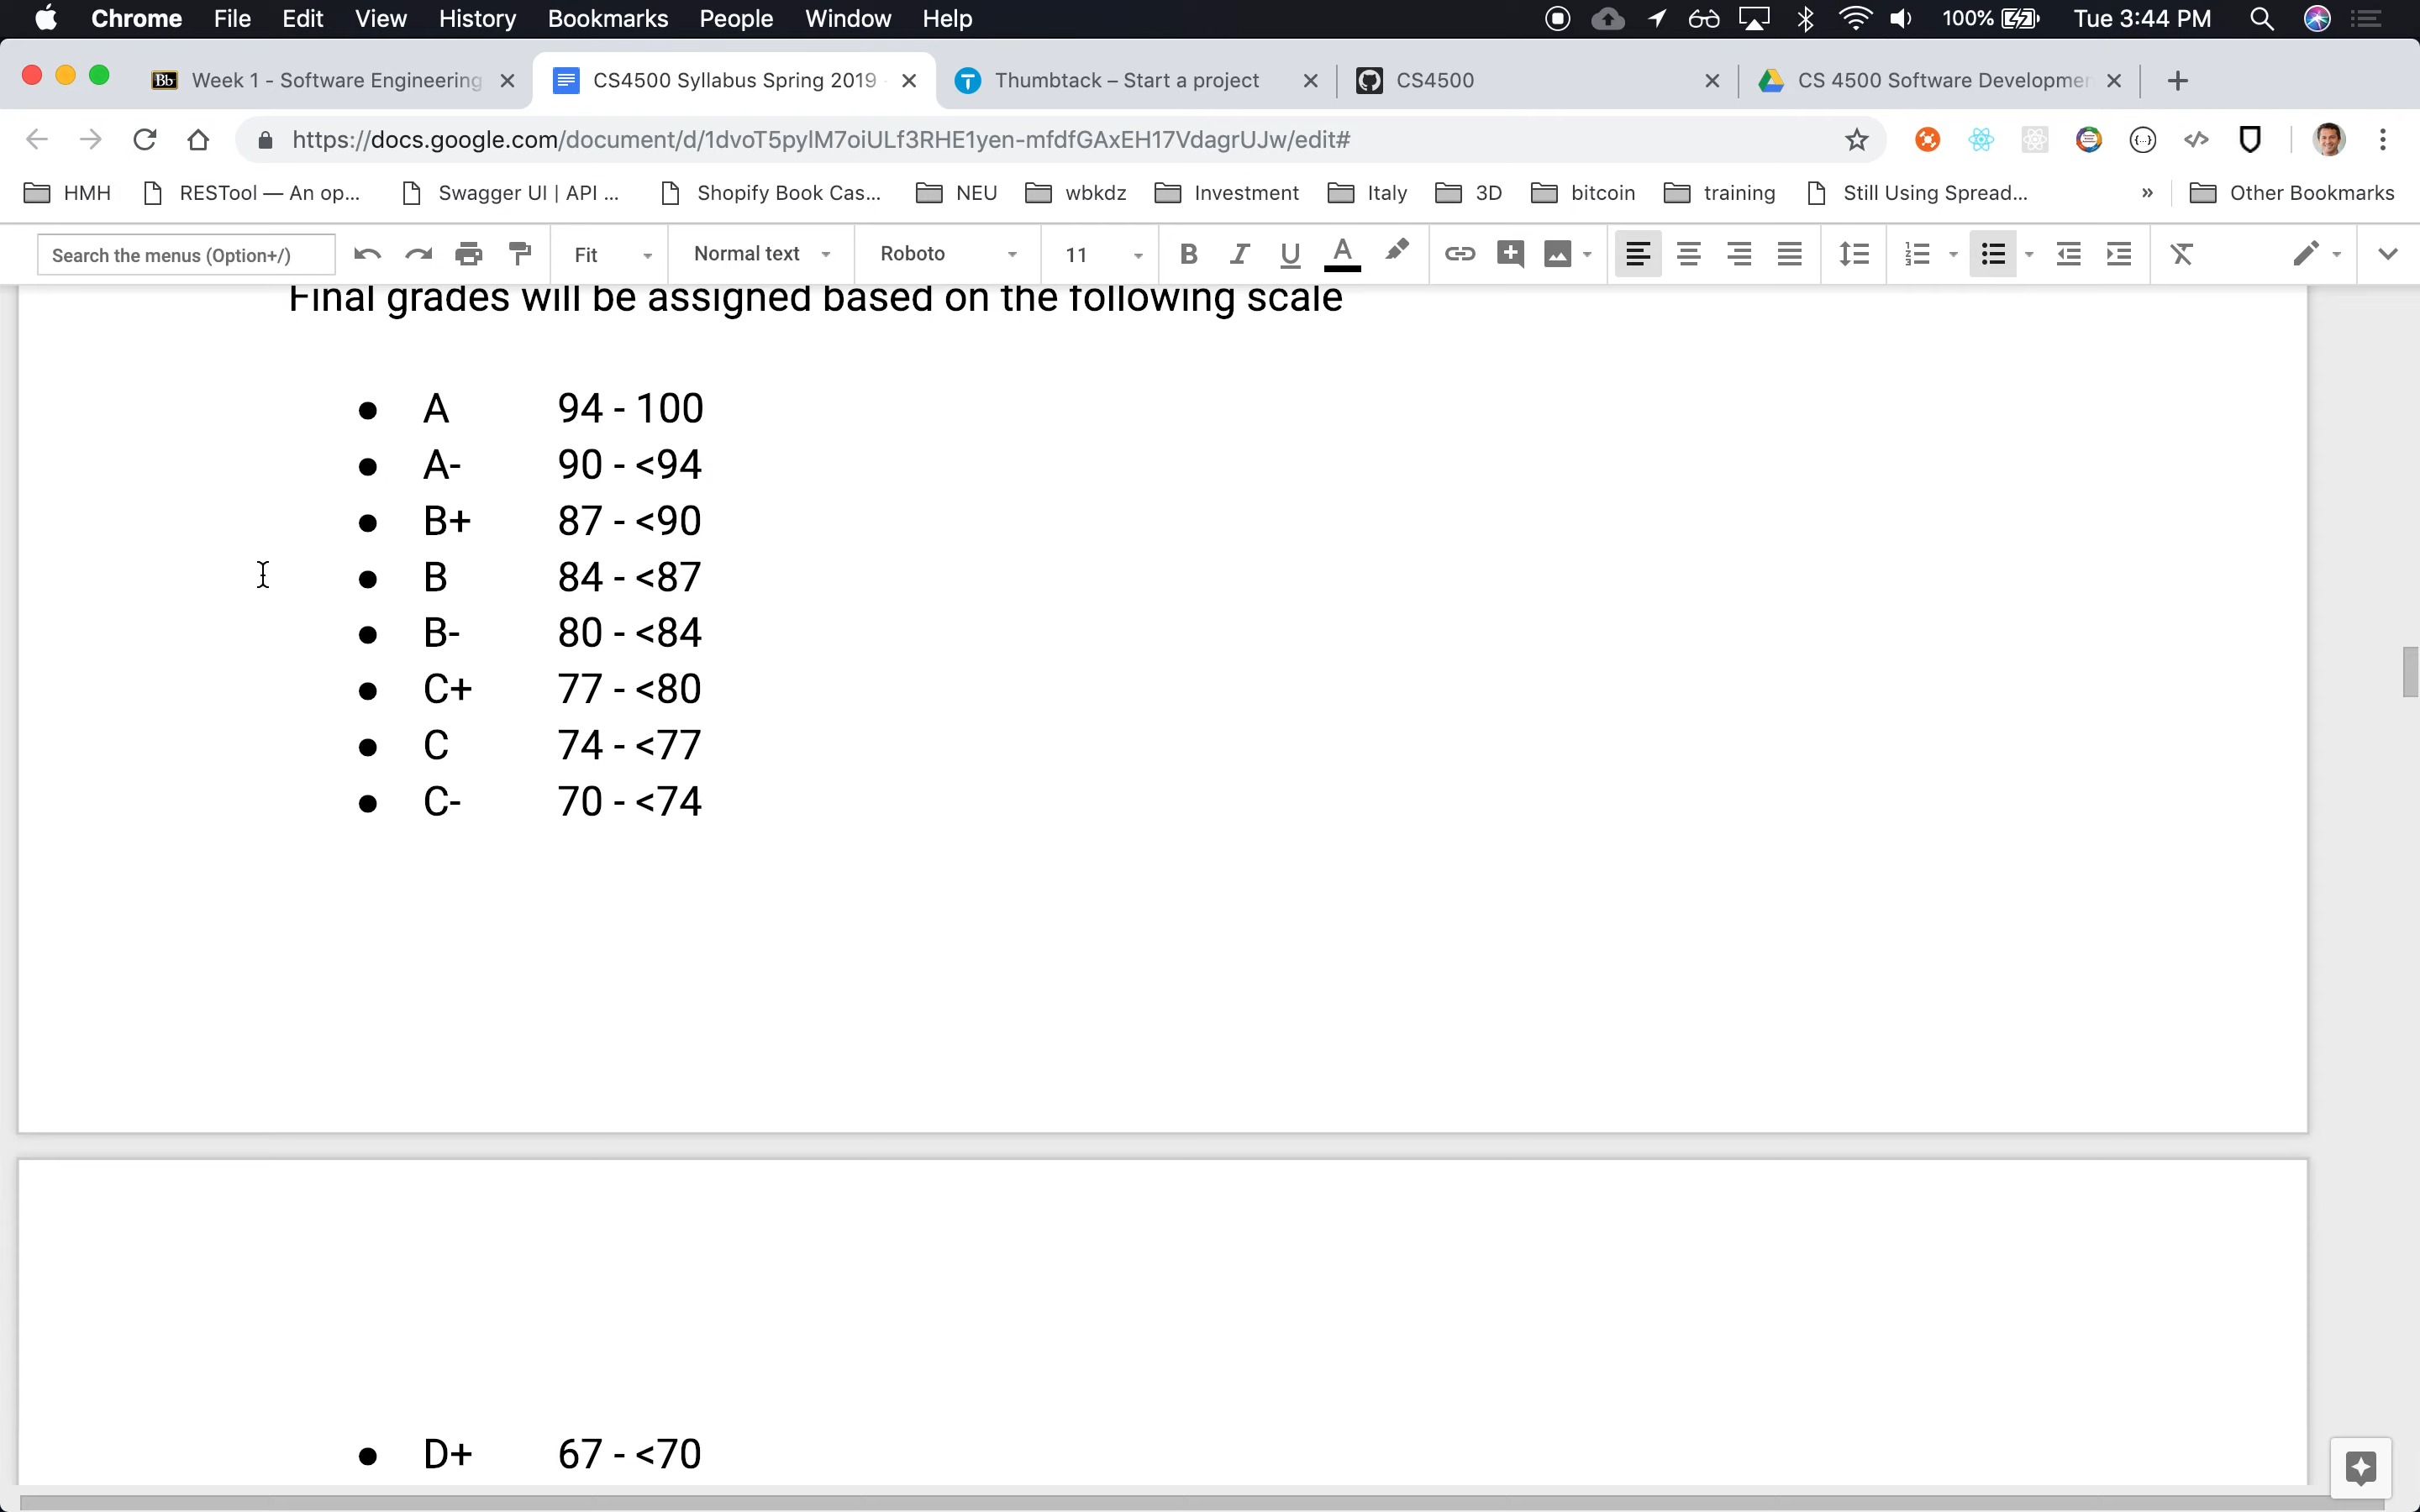 Chrome File Edit View History Bookmarks People Window Help 100% Tue 3:44 PM
Bb Week 1 - Software Engineering CS4500 Syllabus Spring 2019 - Thumbtack – Start a project CS4500 CS 4500 Software Developmen
https://docs.google.com/document/d/1dvoT5pylM7oiULf3RHE1yen-mfdfGAxEH17VdagrUJw/edit#
HMH RESTool — An op... Swagger UI | API ... Shopify Book Cas... NEU wbkdz Investment Italy 3D bitcoin training Still Using Spread... » Other Bookmarks
Search the menus (Option+/) Fit Normal text Roboto 11 B I U A
Final grades will be assigned based on the following scale
● A 94 - 100
● A- 90 - <94
● B+ 87 - <90
● B 84 - <87
● B- 80 - <84
● C+ 77 - <80
● C 74 - <77
● C- 70 - <74
● D+ 67 - <70